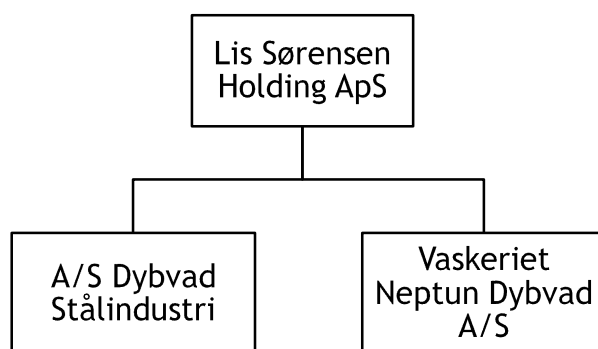 Lis Sørensen
Holding ApS
A/S Dybvad
Stålindustri
Vaskeriet
Neptun Dybvad
A/S